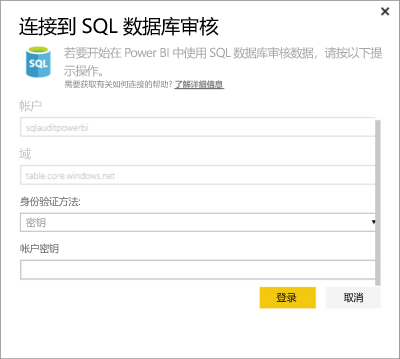 连接到 SQL 数据库审核
SQL
若要开始在 Power BI 中使用 SQL 数据库审核数据，请按以下提
示操作。
需要获取有关如何连接的帮助? 了解详细信息
帐户
sqlauditpowerbi
域
table.core.windows.net
身份验证方法:
密钥
帐户密钥
登录
取消